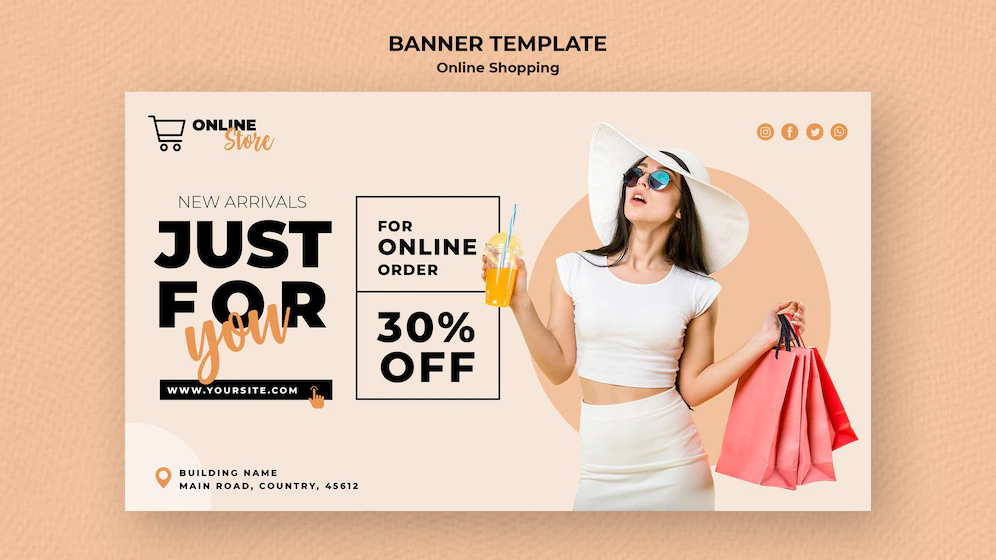 BANNER TEMPLATE
Online Shopping
ONLINE
Store
NEW ARRIVALS
JUST
FOR
you
WWW.YOURSITE.COM
FOR
ONLINE
ORDER
30%
OFF
BUILDING NAME
MAIN ROAD, COUNTRY, 45612